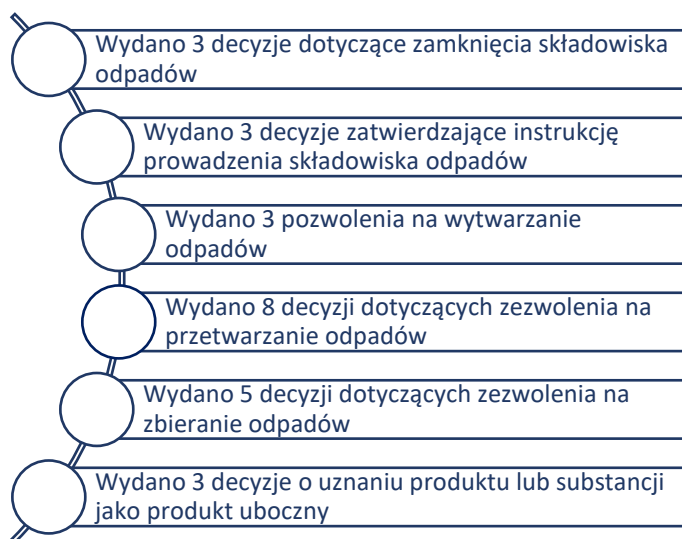 Wydano 3 decyzje dotyczące zamknięcia składowiska
odpadów
Wydano 3 decyzje zatwierdzające instrukcję
prowadzenia składowiska odpadów
Wydano 3 pozwolenia na wytwarzanie
odpadów
Wydano 8 decyzji dotyczących zezwolenia na
przetwarzanie odpadów
Wydano 5 decyzji dotyczących zezwolenia na
zbieranie odpadów
Wydano 3 decyzje o uznaniu produktu lub substancji
jako produkt uboczny